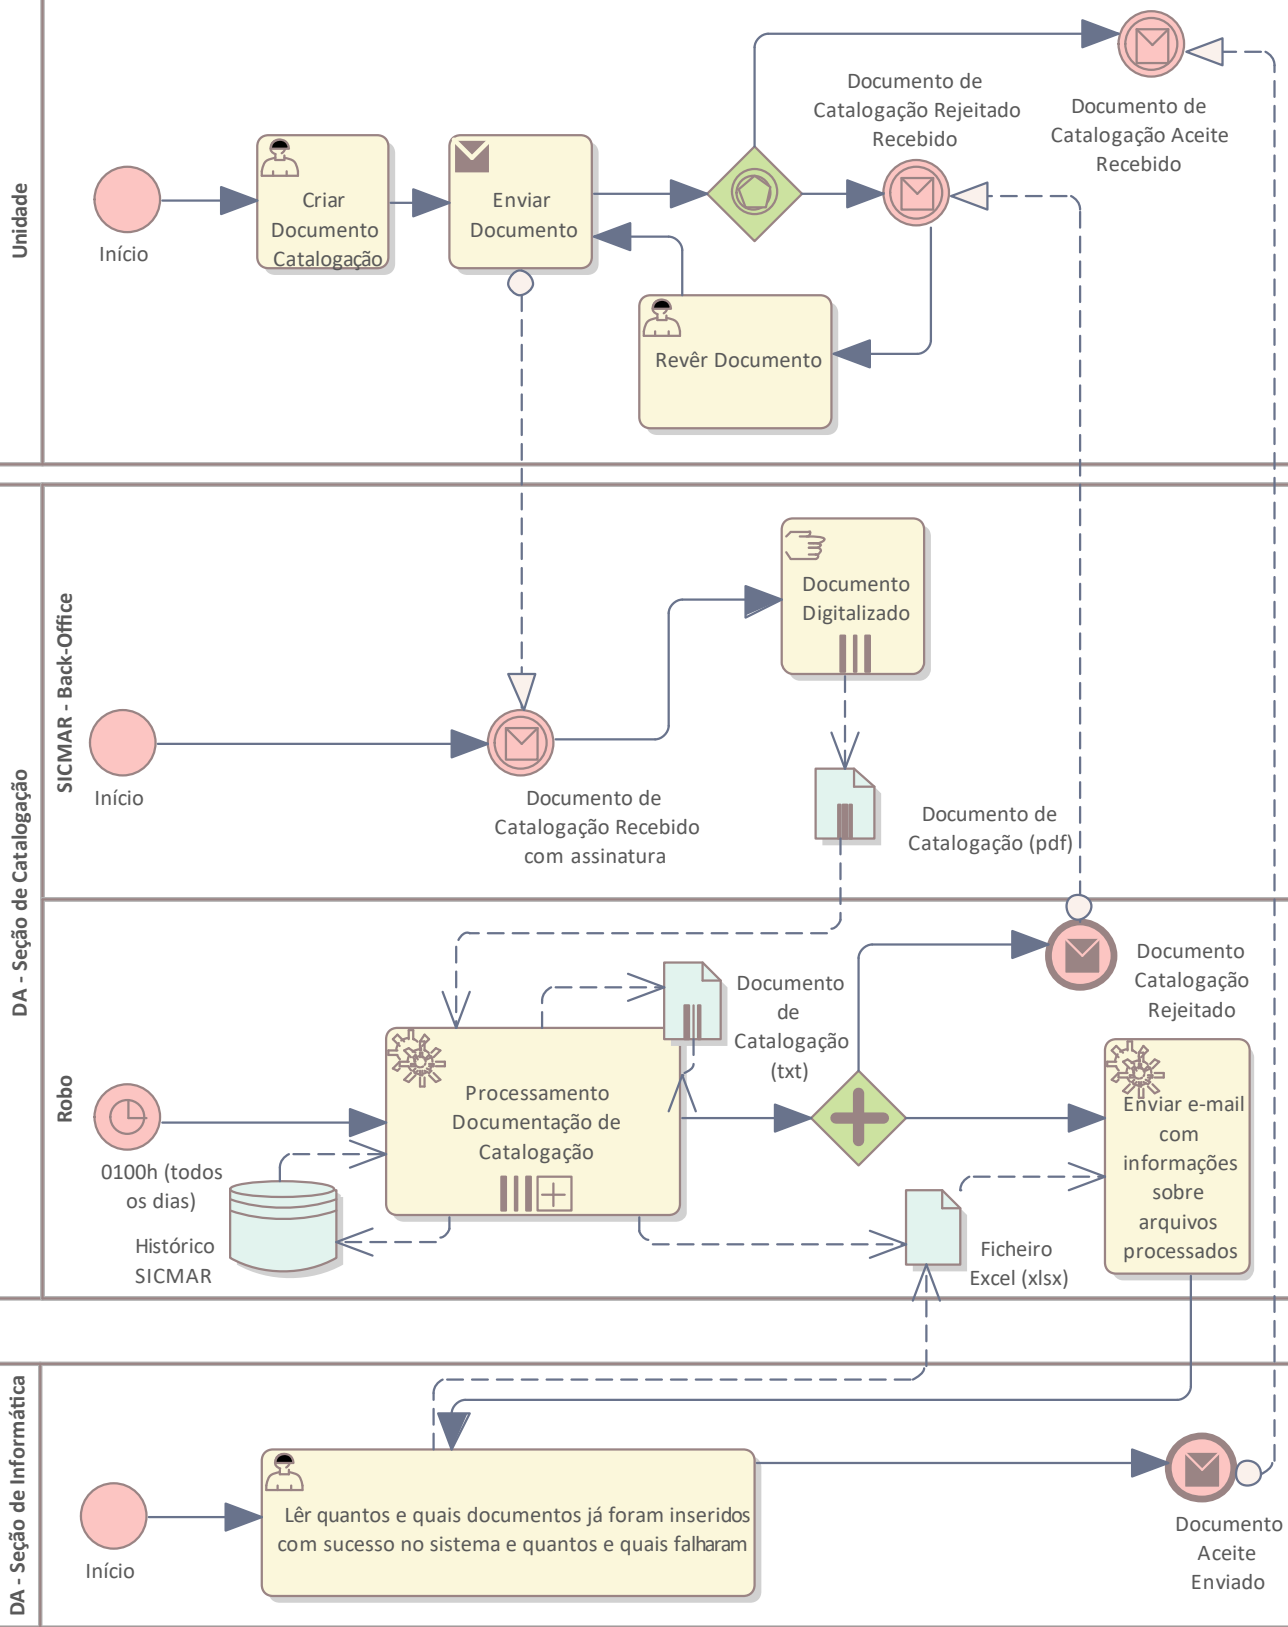 Unidade
Início
Criar
Documento
Catalogação
Enviar
Documento
Documento de
Catalogação Rejeitado
Recebido
Documento de
Catalogação Aceite
Recebido
Revêr Documento
DA - Seção de Catalogação
SICMAR - Back-Office
Início
Documento de
Catalogação Recebido
com assinatura
Documento
Digitalizado
Documento de
Catalogação (pdf)
Robo
0100h (todos
os dias)
Histórico
SICMAR
Processamento
Documentação de
Catalogação
Documento
de
Catalogação
(txt)
Documento
Catalogação
Rejeitado
Enviar e-mail
com
informações
sobre
arquivos
processados
Ficheiro
Excel (xlsx)
DA - Seção de Informática
Início
Lêr quantos e quais documentos já foram inseridos
com sucesso no sistema e quantos e quais falharam
Documento
Aceite
Enviado